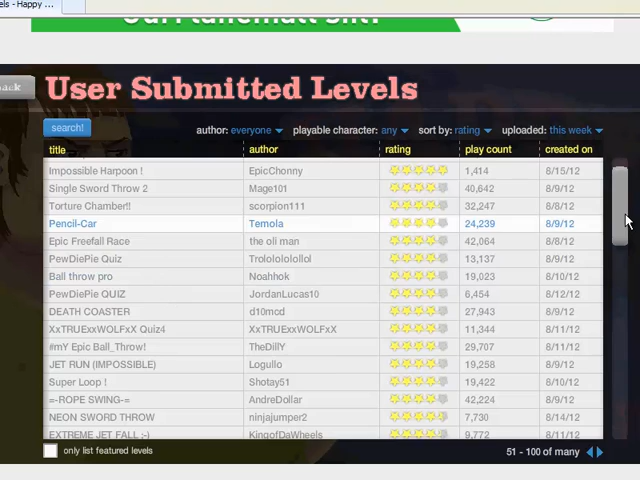 els - Happy ...
User Submitted Levels
search!
author: everyone playable character: any sort by: rating uploaded: this week
title author rating play count created on
Impossible Harpoon ! EpicChonny 1,414 8/15/12
Single Sword Throw 2 Mage101 40,642 8/9/12
Torture Chamber!! scorpion111 32,247 8/8/12
Pencil-Car Temola 24,239 8/9/12
Epic Freefall Race the oli man 42,064 8/8/12
PewDiePie Quiz 13,137 8/9/12
Ball throw pro Noahhok 19,023 8/10/12
PewDiePie QUIZ JordanLucas10 6,454 8/12/12
DEATH COASTER d10mcd 27,943 8/9/12
XxTRUExxWOLFxX Quiz4 XxTRUExxWOLFxX 11,344 8/11/12
#mY Epic Ball_Throw! TheDillY 29,707 8/11/12
JET RUN (IMPOSSIBLE) Logullo 19,258 8/9/12
Super Loop ! Shotay51 19,422 8/10/12
=-ROPE SWING-= AndreDollar 42,224 8/9/12
NEON SWORD THROW ninjajumper2 7,730 8/14/12
EXTREME JET FALL ;-) KingofDaWheels 9,772 8/11/12
only list featured levels 51 - 100 of many